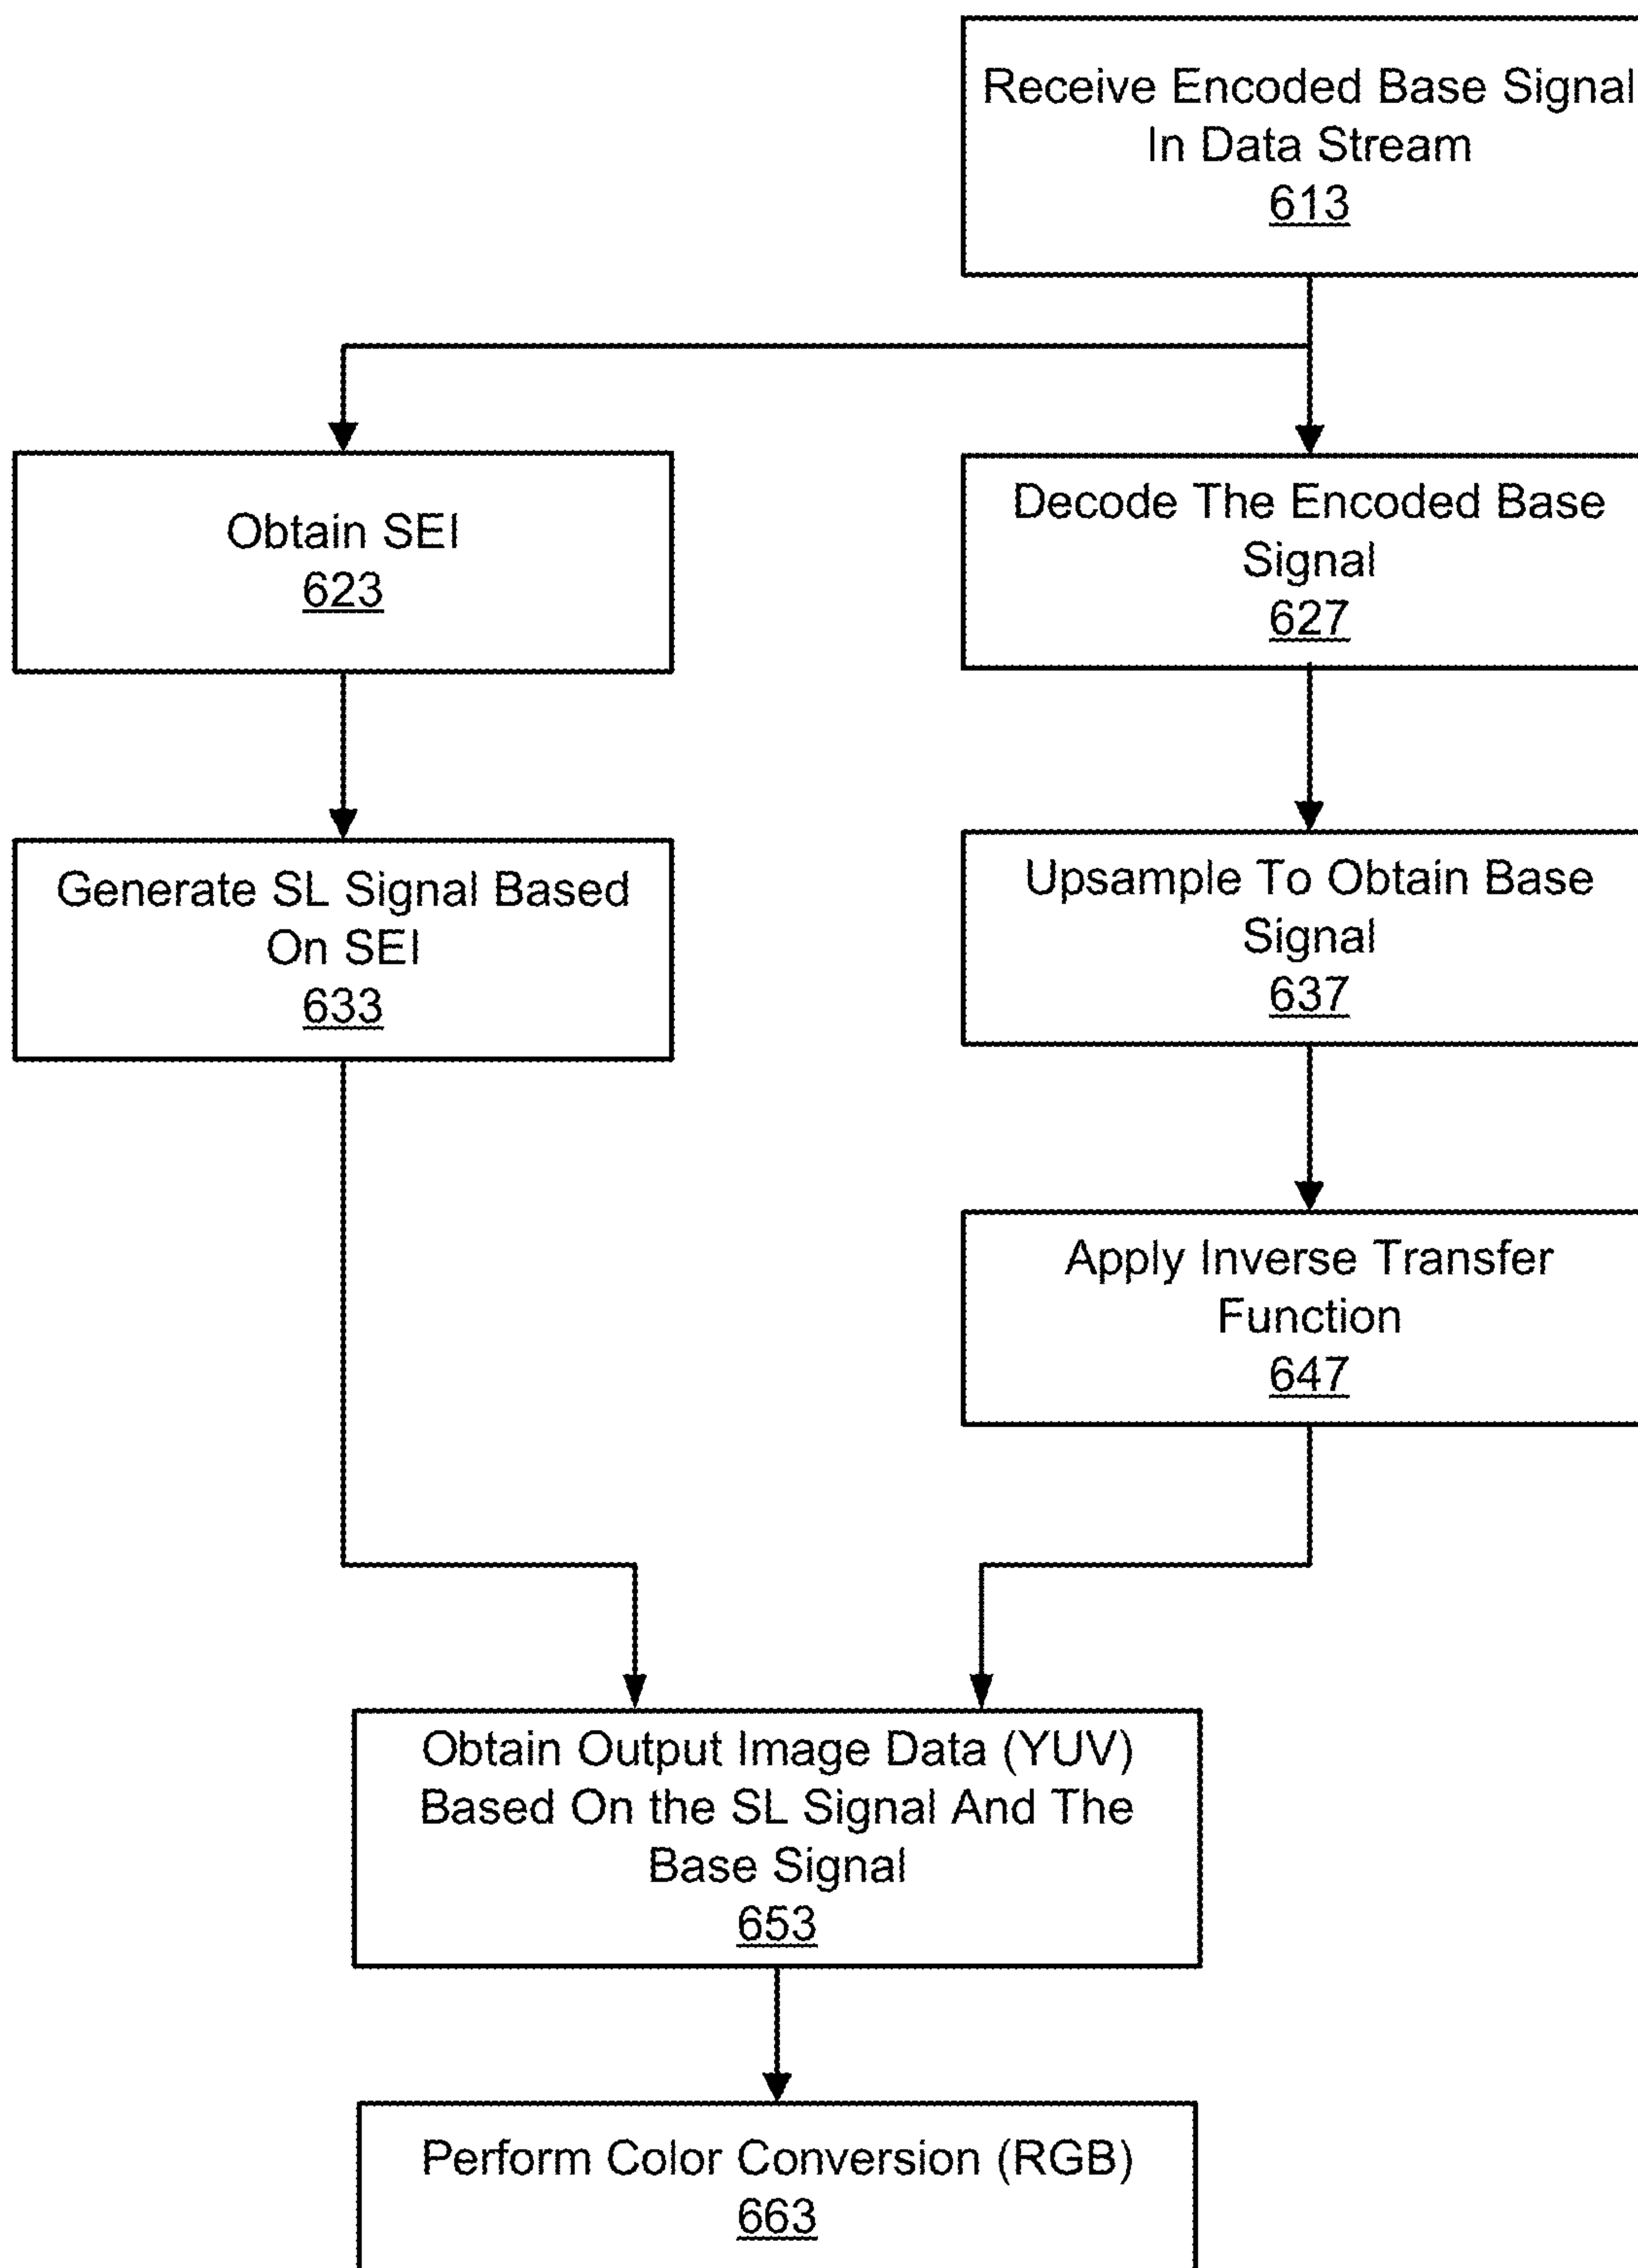 Receive Encoded Base Signal
In Data Stream
613
Obtain SEI
623
Decode The Encoded Base
Signal
627
Generate SL Signal Based
On SEI
633
Upsample To Obtain Base
Signal
637
Apply Inverse Transfer
Function
647
Obtain Output Image Data (YUV)
Based On the SL Signal And The
Base Signal
653
Perform Color Conversion (RGB)
663